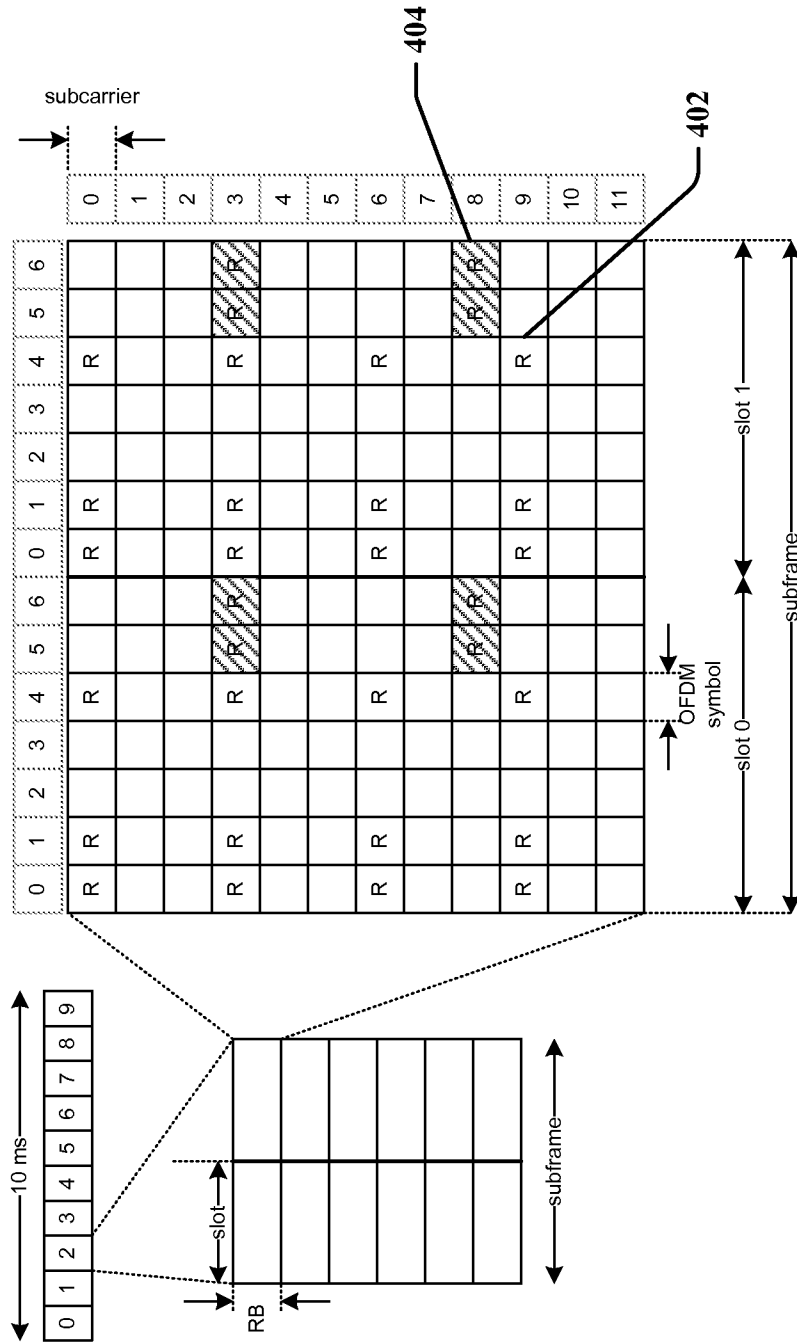 10 ms
0 1 2 3 4 5 6 7 8 9
slot
RB
subframe
subcarrier
0 1 2 3 4 5 6 0 1 2 3 4 5 6
R R R R R R 0
1
2
R R R R R R R R R R 3
4
5
R R R R R R 6
7
R R R R 8
R R R R R R 9
10
11
404
402
OFDM
symbol
slot 0
slot 1
subframe